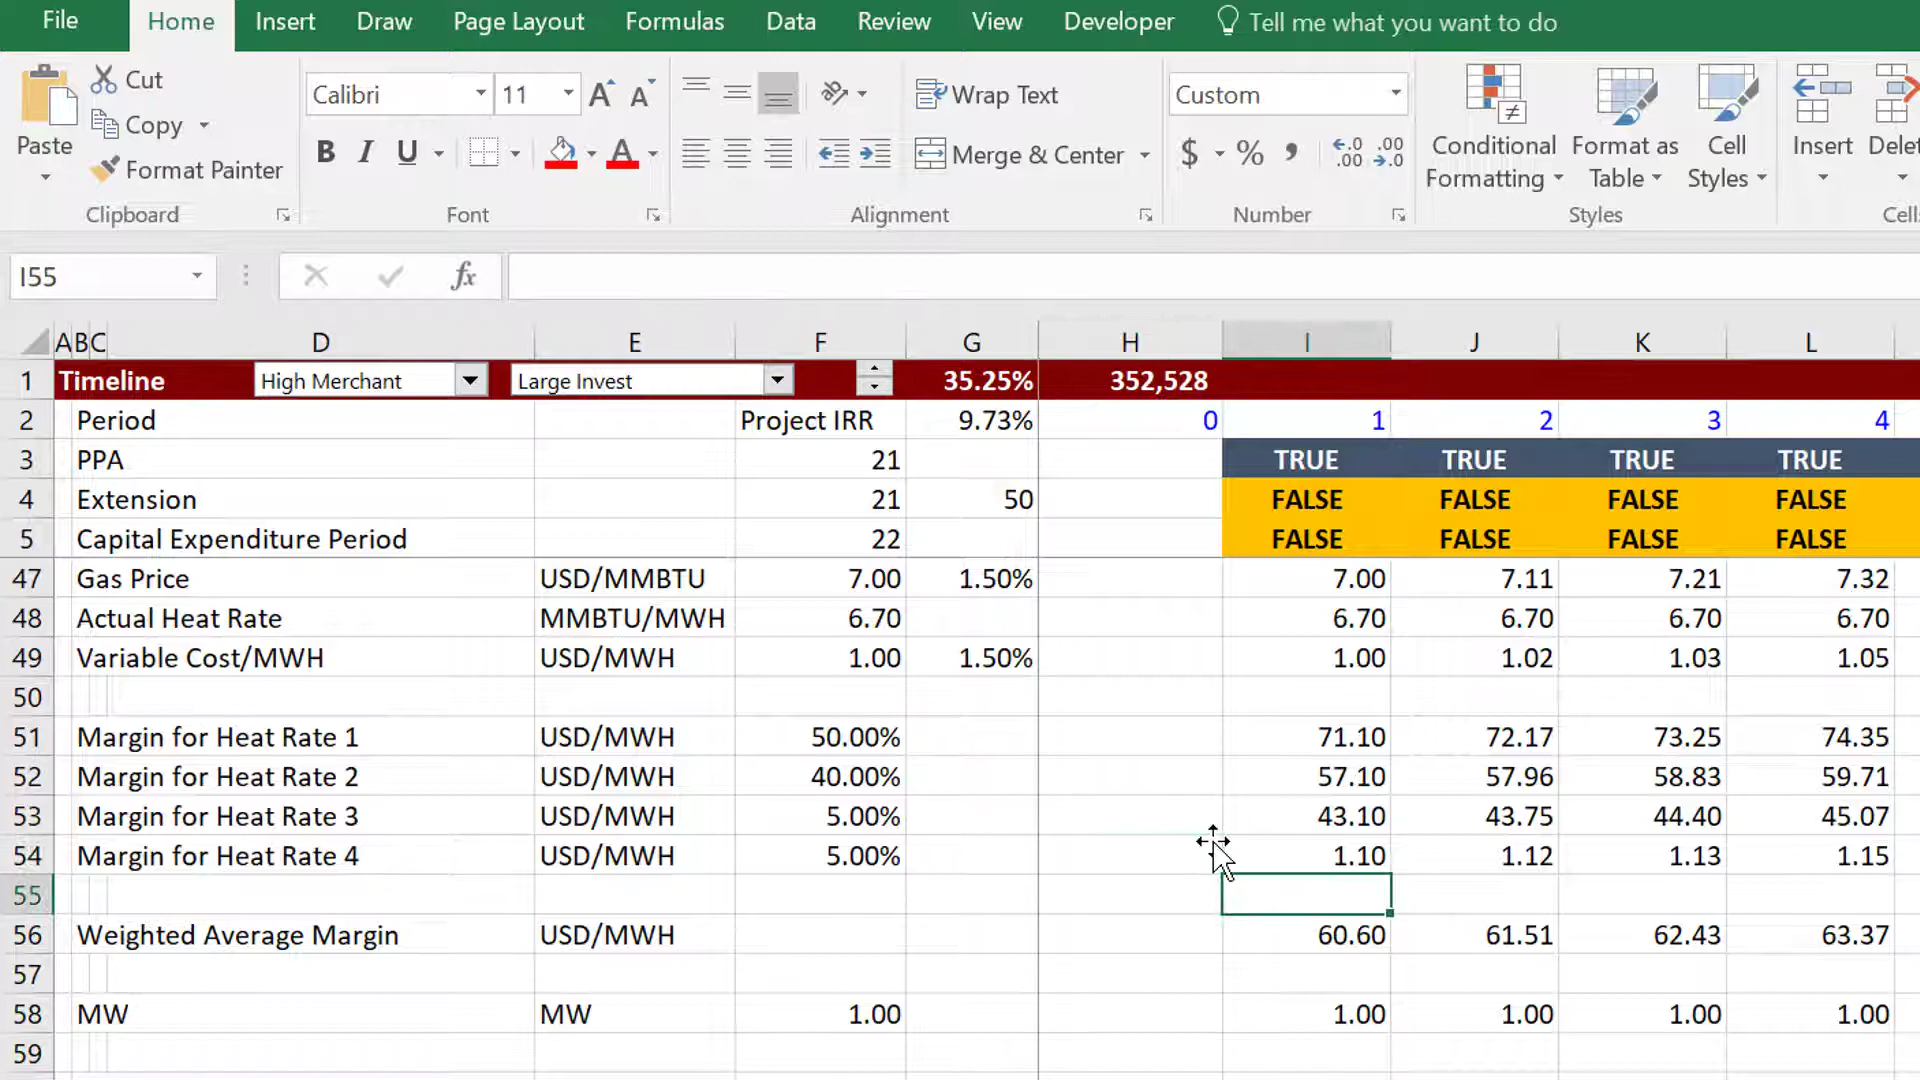 File Home Insert Draw Page Layout Formulas Data Review View Developer Tell me what you want to do
Cut
Copy
Format Painter
Paste
Clipboard
Calibri 11
B I U
Font
Wrap Text
Merge & Center
Alignment
Custom
$ %
Number
Conditional Formatting
Format as Table
Cell Styles
Styles
Insert
Delet
Cells
I55 fx
A B C D E F G H I J K L
1 Timeline High Merchant Large Invest 35.25% 352,528
2 Period Project IRR 9.73% 0 1 2 3 4
3 PPA 21 TRUE TRUE TRUE TRUE
4 Extension 21 50 FALSE FALSE FALSE FALSE
5 Capital Expenditure Period 22 FALSE FALSE FALSE FALSE
47 Gas Price USD/MMBTU 7.00 1.50% 7.00 7.11 7.21 7.32
48 Actual Heat Rate MMBTU/MWH 6.70 6.70 6.70 6.70 6.70
49 Variable Cost/MWH USD/MWH 1.00 1.50% 1.00 1.02 1.03 1.05
50
51 Margin for Heat Rate 1 USD/MWH 50.00% 71.10 72.17 73.25 74.35
52 Margin for Heat Rate 2 USD/MWH 40.00% 57.10 57.96 58.83 59.71
53 Margin for Heat Rate 3 USD/MWH 5.00% 43.10 43.75 44.40 45.07
54 Margin for Heat Rate 4 USD/MWH 5.00% 1.10 1.12 1.13 1.15
55
56 Weighted Average Margin USD/MWH 60.60 61.51 62.43 63.37
57
58 MW MW 1.00 1.00 1.00 1.00 1.00
59